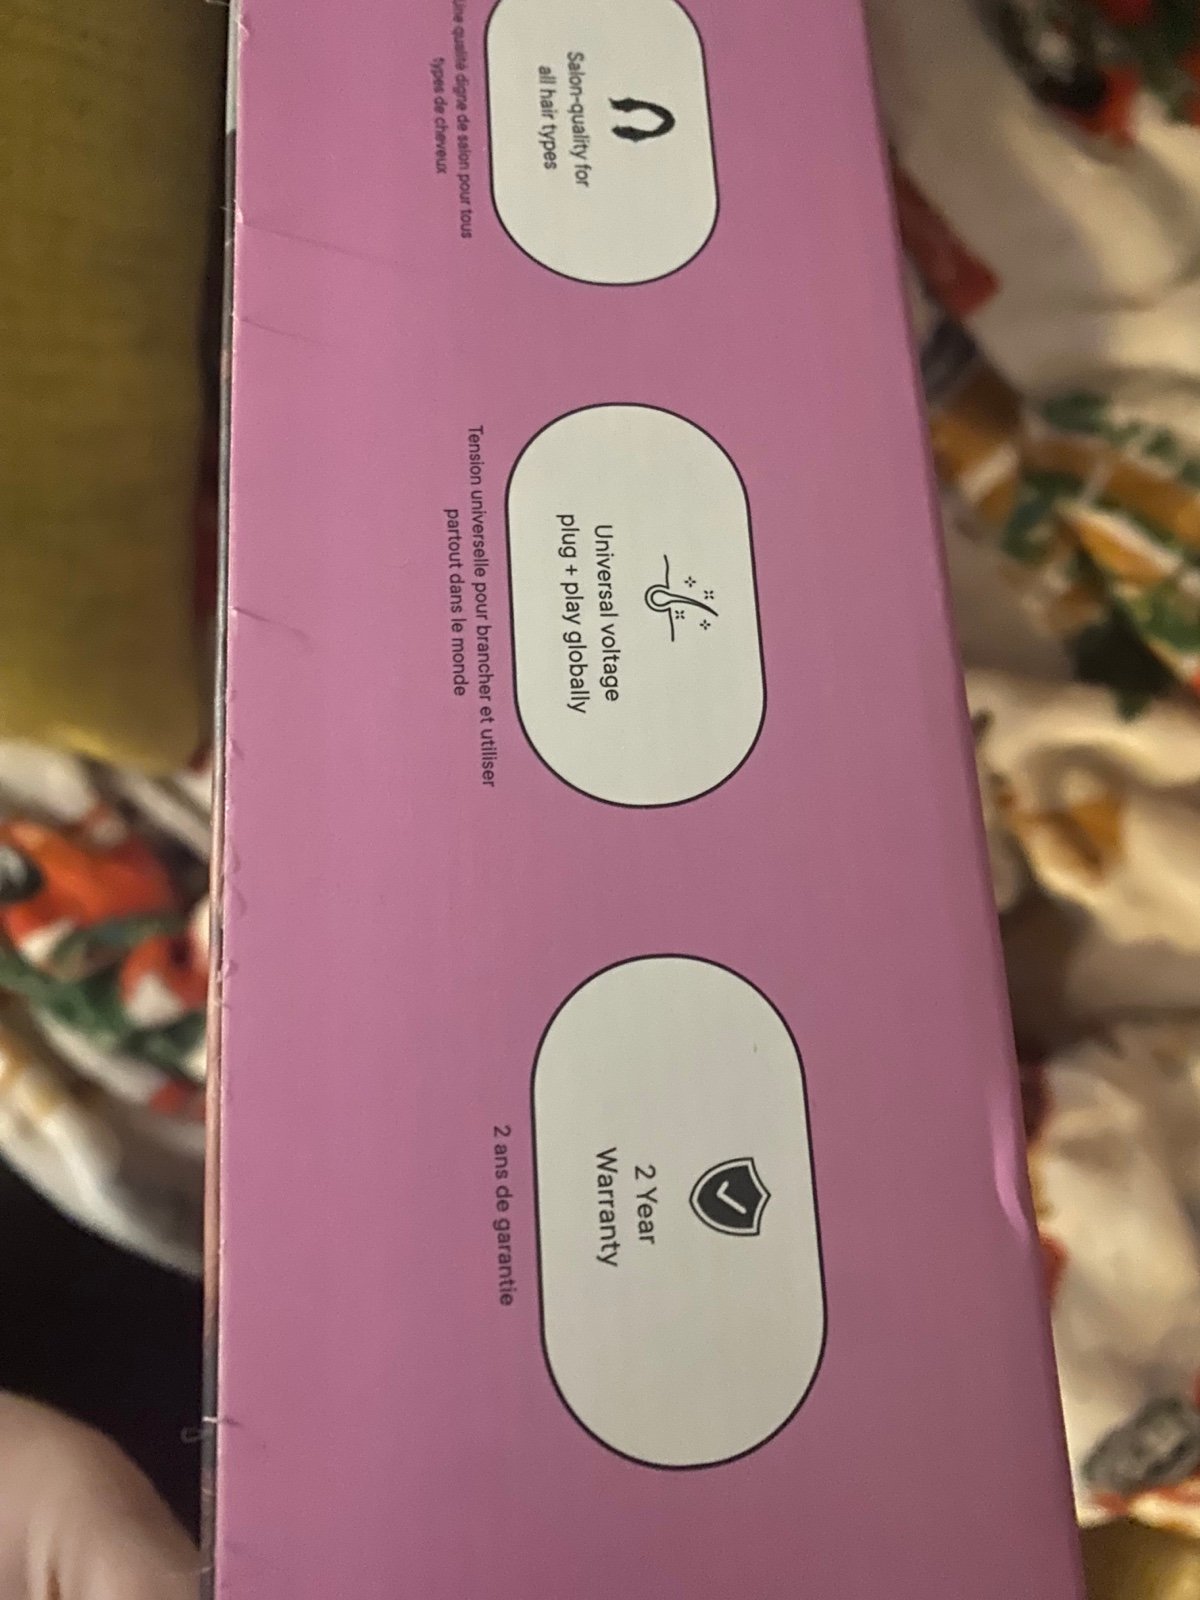 Salon-quality for
all hair types
Une qualité digne de salon pour tous
types de cheveux
Universal voltage
plug + play globally
Tension universelle pour brancher et utiliser
partout dans le monde
2 Year
Warranty
2 ans de garantie